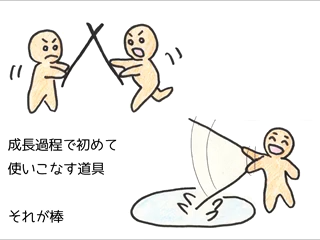 成長過程で初めて
使いこなす道具
それが棒